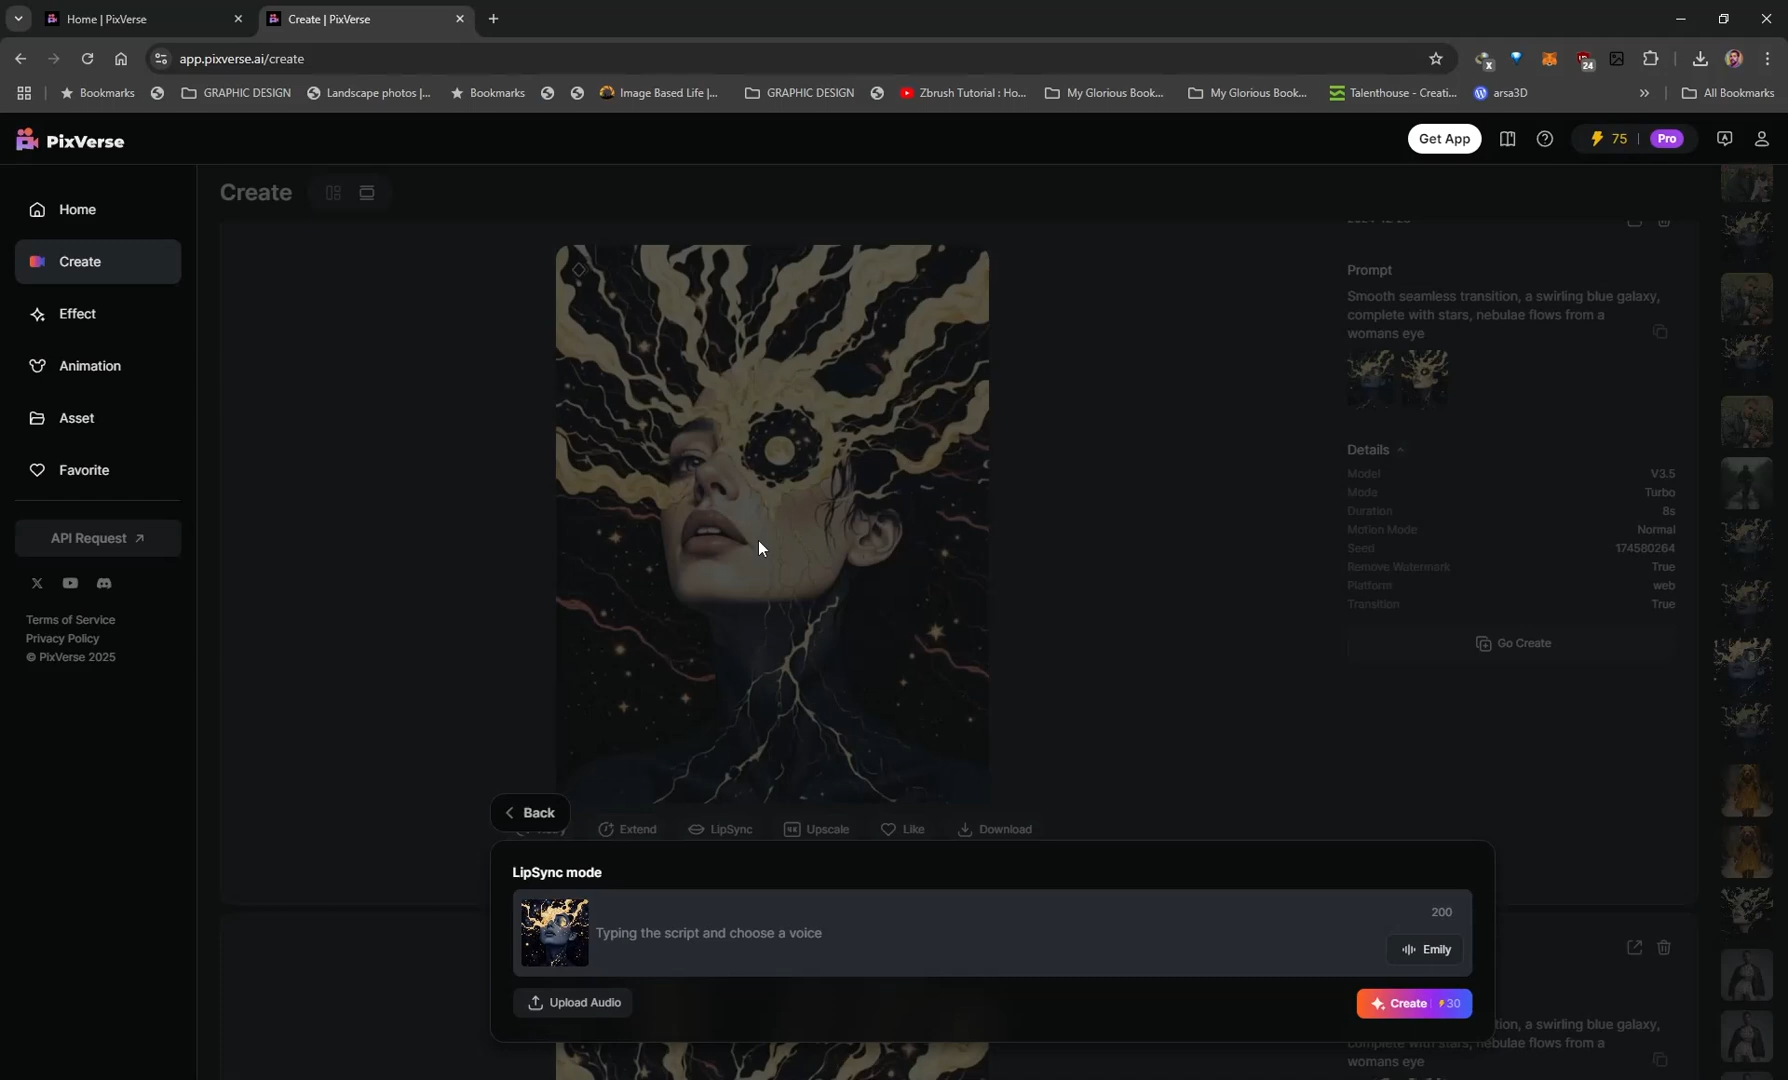 Home | PixVerse
Create | PixVerse
app.pixverse.ai/create
X
24
Bookmarks
GRAPHIC DESIGN
Landscape photos |...
Bookmarks
Image Based Life |...
GRAPHIC DESIGN
Zbrush Tutorial : Ho...
My Glorious Book...
My Glorious Book...
Talenthouse - Creati...
arsa3D
All Bookmarks
PixVerse
Get App
75
Pro
Home
Create
Effect
Animation
Asset
Favorite
API Request
Terms of Service
Privacy Policy
© PixVerse 2025
Create
Prompt
Smooth seamless transition, a swirling blue galaxy,
complete with stars, nebulae flows from a
womans eye
Details
Model V3.5
Mode Turbo
Duration 8s
Motion Mode Normal
Seed 174580264
Remove Watermark True
Platform web
Transition True
Go Create
Back
Extend
LipSync
4K Upscale
Like
Download
LipSync mode
Typing the script and choose a voice
200
Emily
Upload Audio
Create 30
tion, a swirling blue galaxy,
complete with stars, nebulae flows from a
womans eye